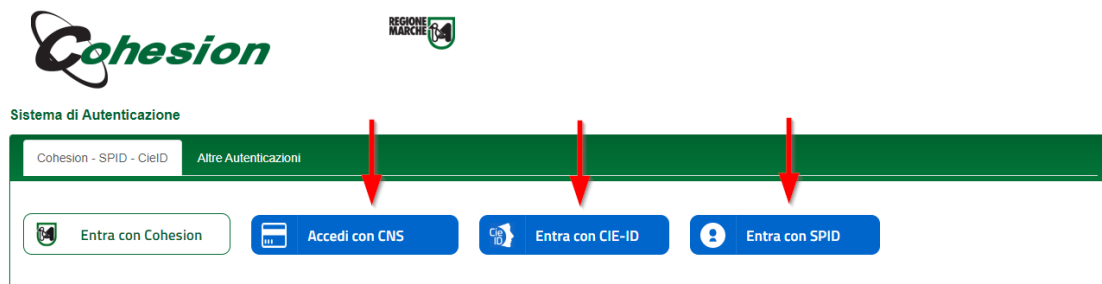 Cohesion
REGIONE
MARCHE
Sistema di Autenticazione
Cohesion - SPID - CieID
Altre Autenticazioni
Entra con Cohesion
Accedi con CNS
Cie
ID
Entra con CIE-ID
Entra con SPID